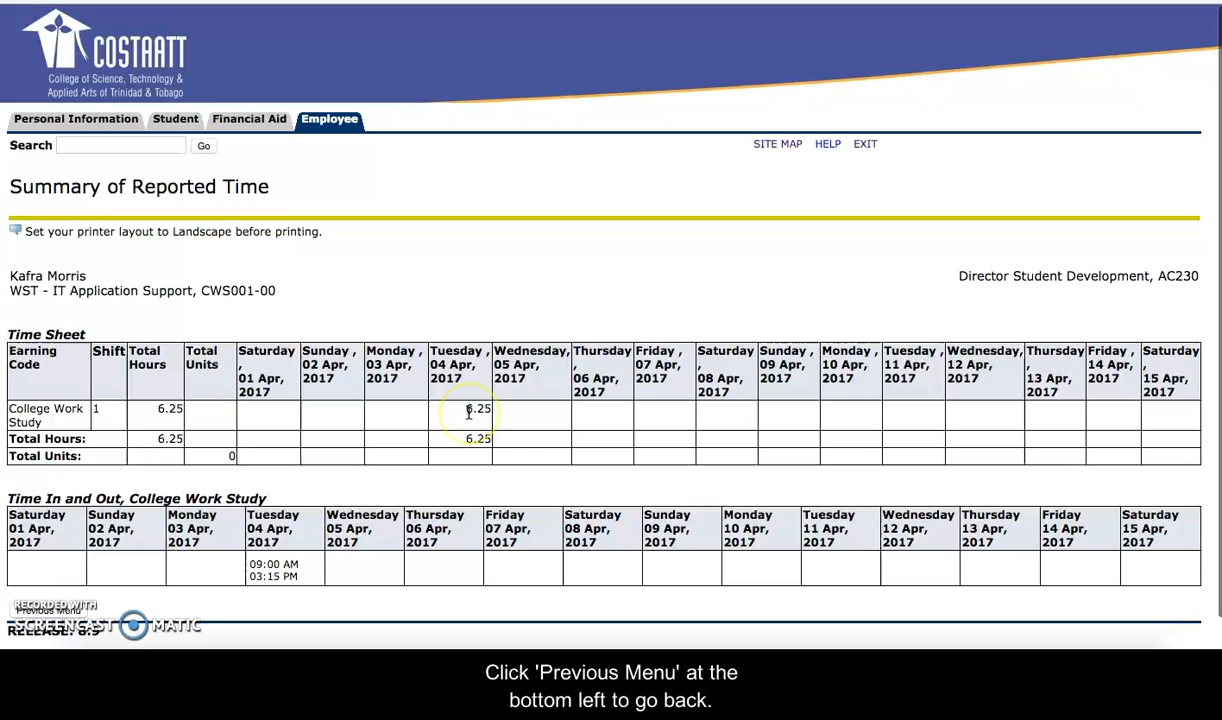 COSTAATT
College of Science, Technology &
Applied Arts of Trinidad & Tobago
Personal Information Student Financial Aid Employee
Search Go SITE MAP HELP EXIT
Summary of Reported Time
Set your printer layout to Landscape before printing.
Kafra Morris Director Student Development, AC230
WST - IT Application Support, CWS001-00
Time Sheet
Earning Shift Total Total Saturday Sunday , Monday , Tuesday , Wednesday, Thursday Friday , Saturday Sunday , Monday , Tuesday , Wednesday, Thursday Friday , Saturday
Code Hours Units , 02 Apr, 03 Apr, 04 Apr, 05 Apr, , 07 Apr, , 09 Apr, 10 Apr, 11 Apr, 12 Apr, , 14 Apr, ,
01 Apr, 2017 2017 2017 2017 06 Apr, 2017 08 Apr, 2017 2017 2017 2017 13 Apr, 2017 15 Apr,
2017 2017 2017 2017 2017
College Work 1 6.25 6.25
Study
Total Hours: 6.25 6.25
Total Units: 0
Time In and Out, College Work Study
Saturday Sunday Monday Tuesday Wednesday Thursday Friday Saturday Sunday Monday Tuesday Wednesday Thursday Friday Saturday
01 Apr, 02 Apr, 03 Apr, 04 Apr, 05 Apr, 06 Apr, 07 Apr, 08 Apr, 09 Apr, 10 Apr, 11 Apr, 12 Apr, 13 Apr, 14 Apr, 15 Apr,
2017 2017 2017 2017 2017 2017 2017 2017 2017 2017 2017 2017 2017 2017 2017
09:00 AM
03:15 PM
RECORDED WITH
Previous Menu
SCREENCAST MATIC
RELEASE: 8.9
Click 'Previous Menu' at the
bottom left to go back.